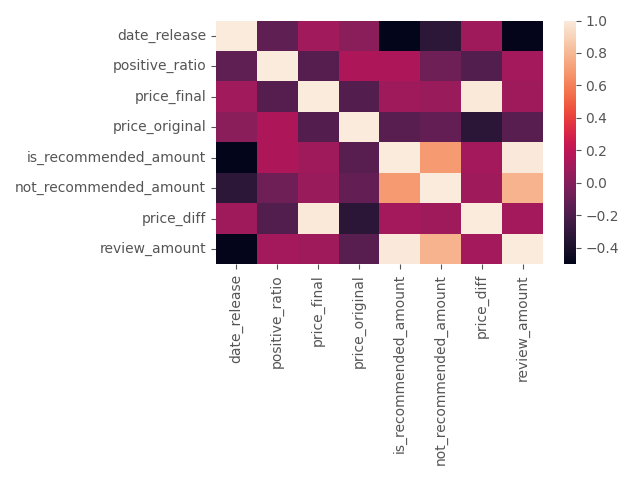 date_release
positive_ratio
price_final
price_original
is_recommended_amount
not_recommended_amount
price_diff
review_amount
date_release
positive_ratio
price_final
price_original
is_recommended_amount
not_recommended_amount
price_diff
review_amount
1.0
0.8
0.6
0.4
0.2
0.0
−0.2
−0.4